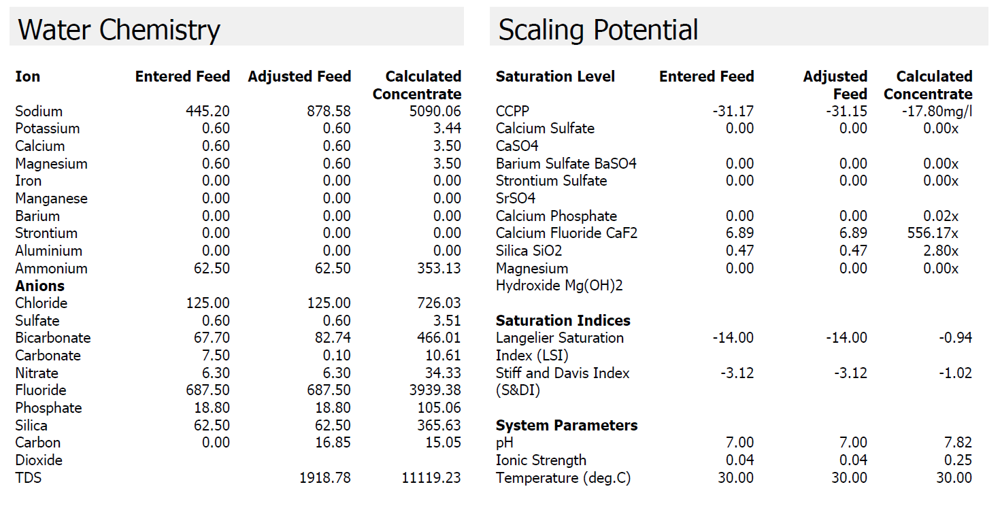 Water Chemistry
Ion Entered Feed Adjusted Feed Calculated
Concentrate
Sodium 445.20 878.58 5090.06
Potassium 0.60 0.60 3.44
Calcium 0.60 0.60 3.50
Magnesium 0.60 0.60 3.50
Iron 0.00 0.00 0.00
Manganese 0.00 0.00 0.00
Barium 0.00 0.00 0.00
Strontium 0.00 0.00 0.00
Aluminium 0.00 0.00 0.00
Ammonium 62.50 62.50 353.13
Anions
Chloride 125.00 125.00 726.03
Sulfate 0.60 0.60 3.51
Bicarbonate 67.70 82.74 466.01
Carbonate 7.50 0.10 10.61
Nitrate 6.30 6.30 34.33
Fluoride 687.50 687.50 3939.38
Phosphate 18.80 18.80 105.06
Silica 62.50 62.50 365.63
Carbon 0.00 16.85 15.05
Dioxide
TDS 1918.78 11119.23
Scaling Potential
Saturation Level Entered Feed Adjusted Calculated
Feed Concentrate
CCPP -31.17 -31.15 -17.80mg/l
Calcium Sulfate 0.00 0.00 0.00x
CaSO4
Barium Sulfate BaSO4 0.00 0.00 0.00x
Strontium Sulfate 0.00 0.00 0.00x
SrSO4
Calcium Phosphate 0.00 0.00 0.02x
Calcium Fluoride CaF2 6.89 6.89 556.17x
Silica SiO2 0.47 0.47 2.80x
Magnesium 0.00 0.00 0.00x
Hydroxide Mg(OH)2
Saturation Indices
Langelier Saturation -14.00 -14.00 -0.94
Index (LSI)
Stiff and Davis Index -3.12 -3.12 -1.02
(S&DI)
System Parameters
pH 7.00 7.00 7.82
Ionic Strength 0.04 0.04 0.25
Temperature (deg.C) 30.00 30.00 30.00